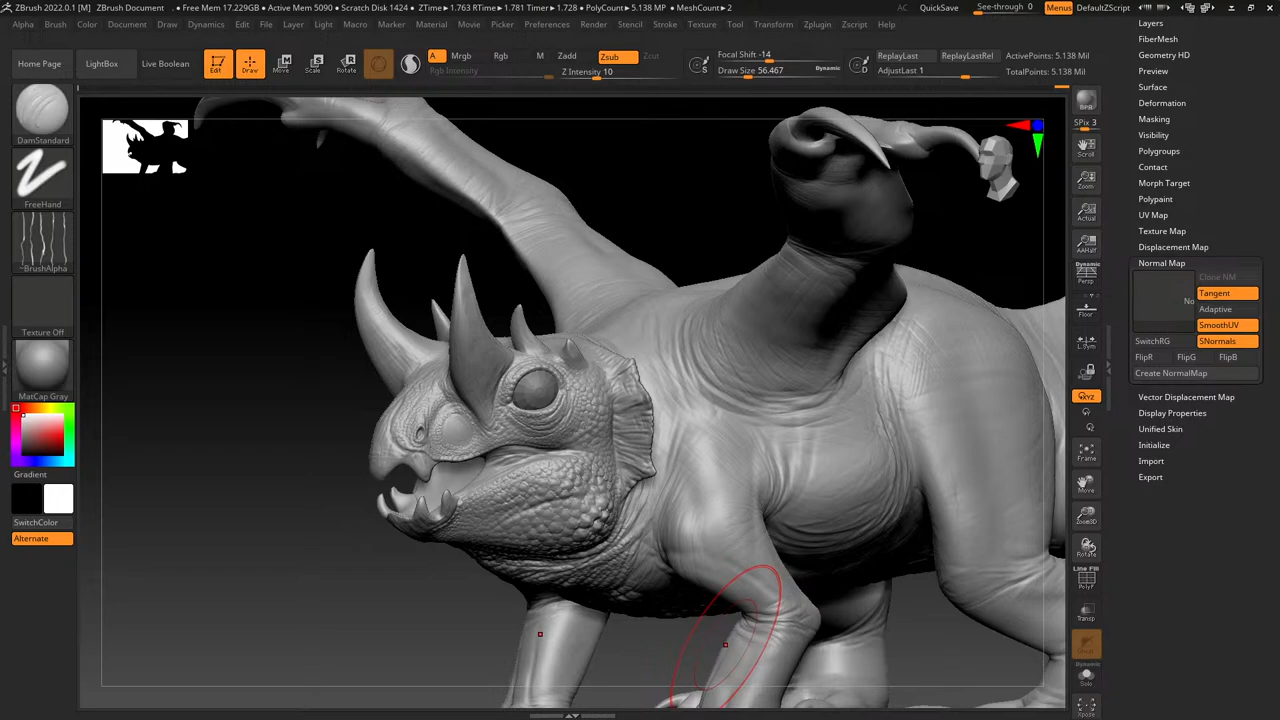 ZBrush 2022.0.1 [M] ZBrush Document . • Free Mem 17.229GB • Active Mem 5090 • Scratch Disk 1424 • ZTime▸1.763 RTime▸1.781 Timer▸1.728 • PolyCount▸5.138 MP • MeshCount▸2 AC QuickSave See-through 0 Menus DefaultZScript
Alpha Brush Color Document Draw Dynamics Edit File Layer Light Macro Marker Material Movie Picker Preferences Render Stencil Stroke Texture Tool Transform Zplugin Zscript Help
Home Page LightBox Live Boolean Edit Draw Move Scale Rotate
A Mrgb Rgb M Zadd Zsub Zcut
Rgb Intensity Z Intensity 10
S Focal Shift -14
Draw Size 56.467 Dynamic
D ReplayLast ReplayLastRel ActivePoints: 5.138 Mil
AdjustLast 1 TotalPoints: 5.138 Mil
DamStandard
FreeHand
~BrushAlpha
Texture Off
MatCap Gray
Gradient
SwitchColor
Alternate
BPR
SPix 3
Scroll
Zoom
Actual
AAHalf
Dynamic
Persp
Floor
L.Sym
XYZ
Frame
Move
Zoom3D
Rotate
Line Fill
PolyF
Transp
Ghost
Dynamic
Solo
Xpose
Layers
FiberMesh
Geometry HD
Preview
Surface
Deformation
Masking
Visibility
Polygroups
Contact
Morph Target
Polypaint
UV Map
Texture Map
Displacement Map
Normal Map
No
Clone NM
Tangent
Adaptive
SmoothUV
SwitchRG SNormals
FlipR FlipG FlipB
Create NormalMap
Vector Displacement Map
Display Properties
Unified Skin
Initialize
Import
Export